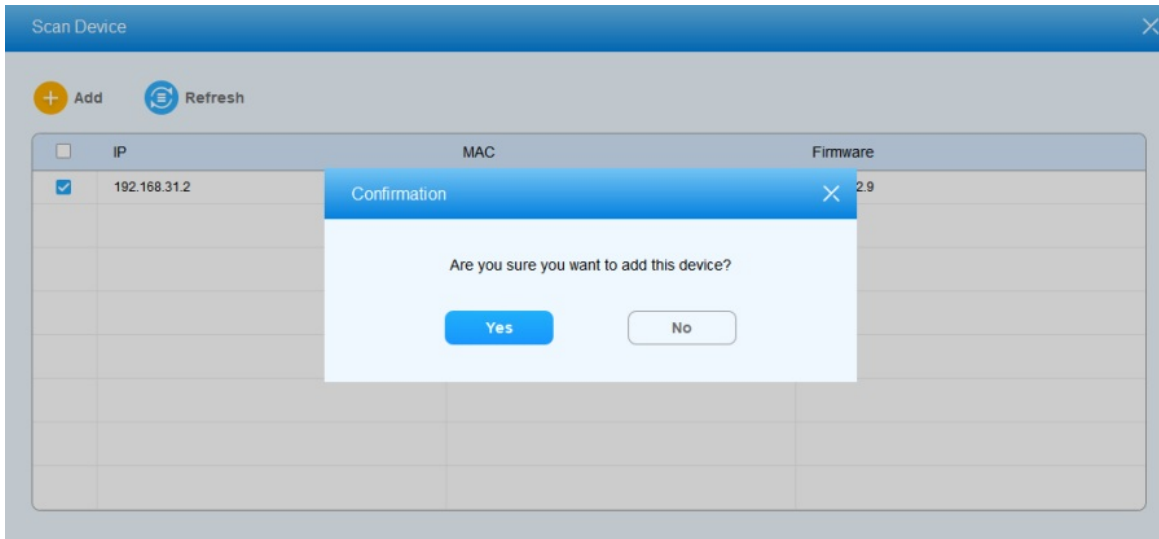 Scan Device
Add Refresh
IP MAC Firmware
192.168.31.2 2.9
Confirmation
Are you sure you want to add this device?
Yes No